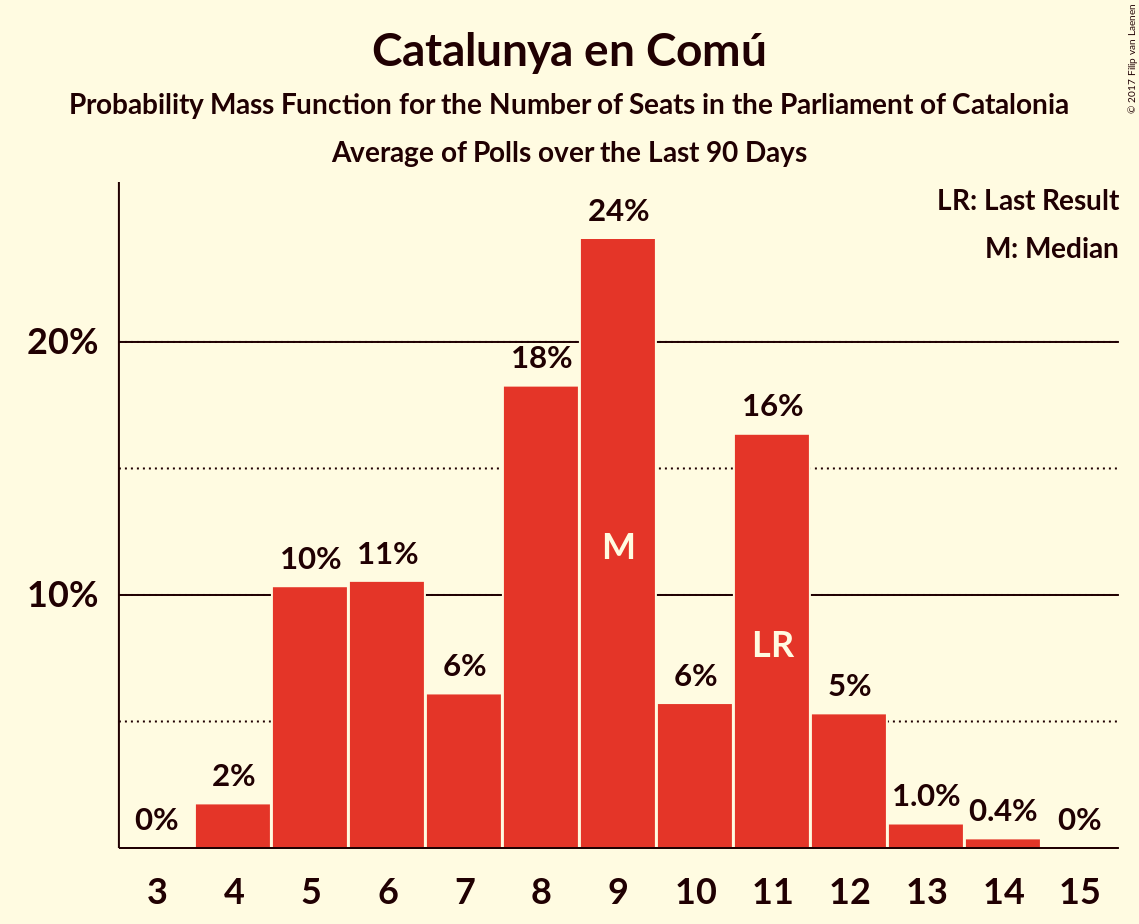 Catalunya en Comú
Probability Mass Function for the Number of Seats in the Parliament of Catalonia
Average of Polls over the Last 90 Days
© 2017 Filip van Laenen
LR: Last Result
M: Median
20%
10%
0%
2%
10%
11%
6%
18%
24%
6%
16%
5%
1.0%
0.4%
0%
M
LR
3 4 5 6 7 8 9 10 11 12 13 14 15